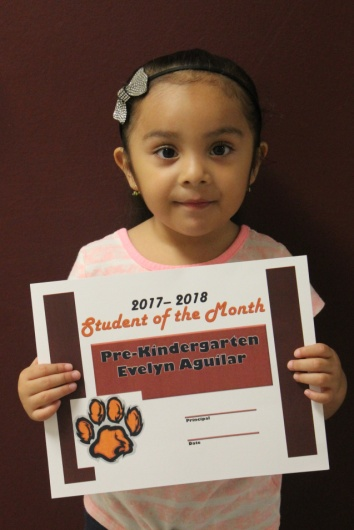 2017-2018
Student of the Month
Pre-Kindergarten
Evelyn Aguilar
Principal
Date